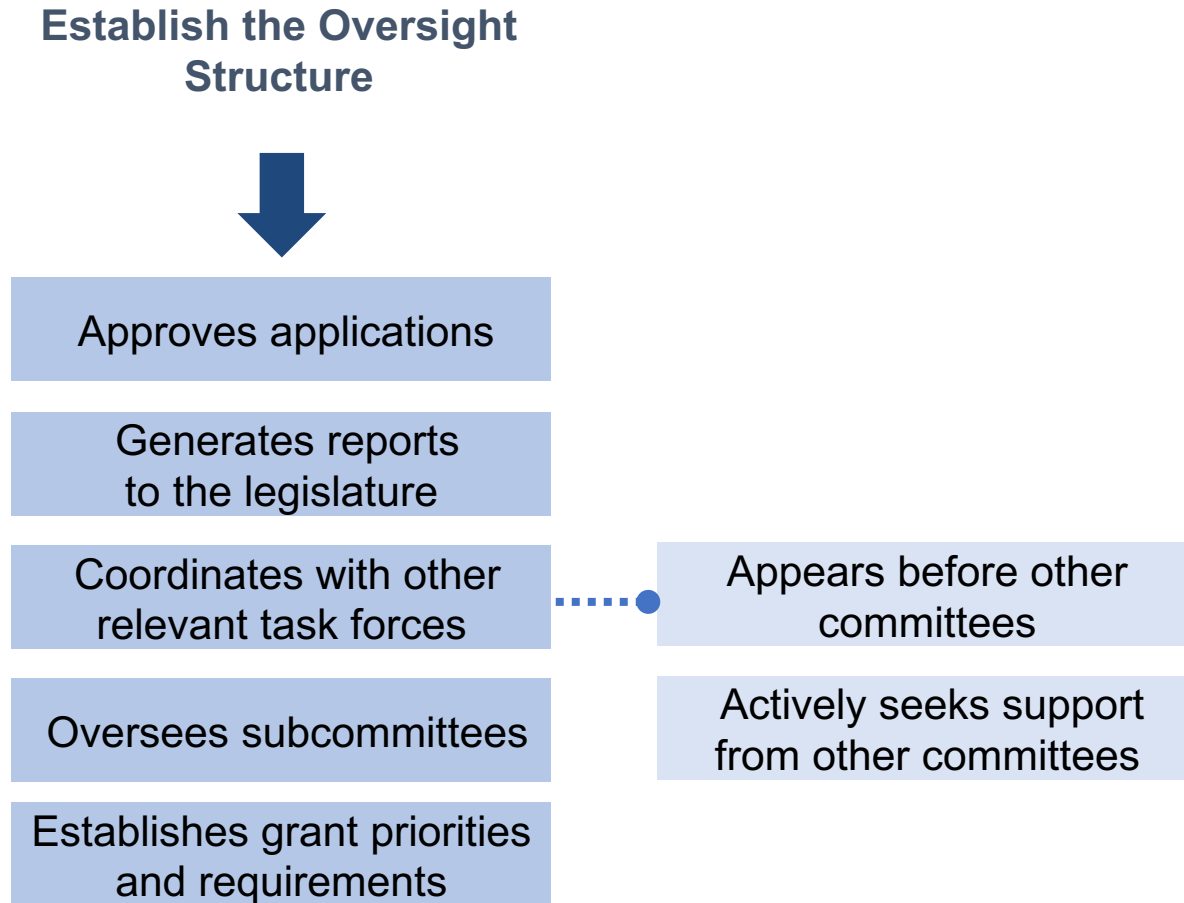 Establish the Oversight
Structure
Approves applications
Generates reports
to the legislature
Coordinates with other
relevant task forces
Appears before other
committees
Oversees subcommittees
Actively seeks support
from other committees
Establishes grant priorities
and requirements